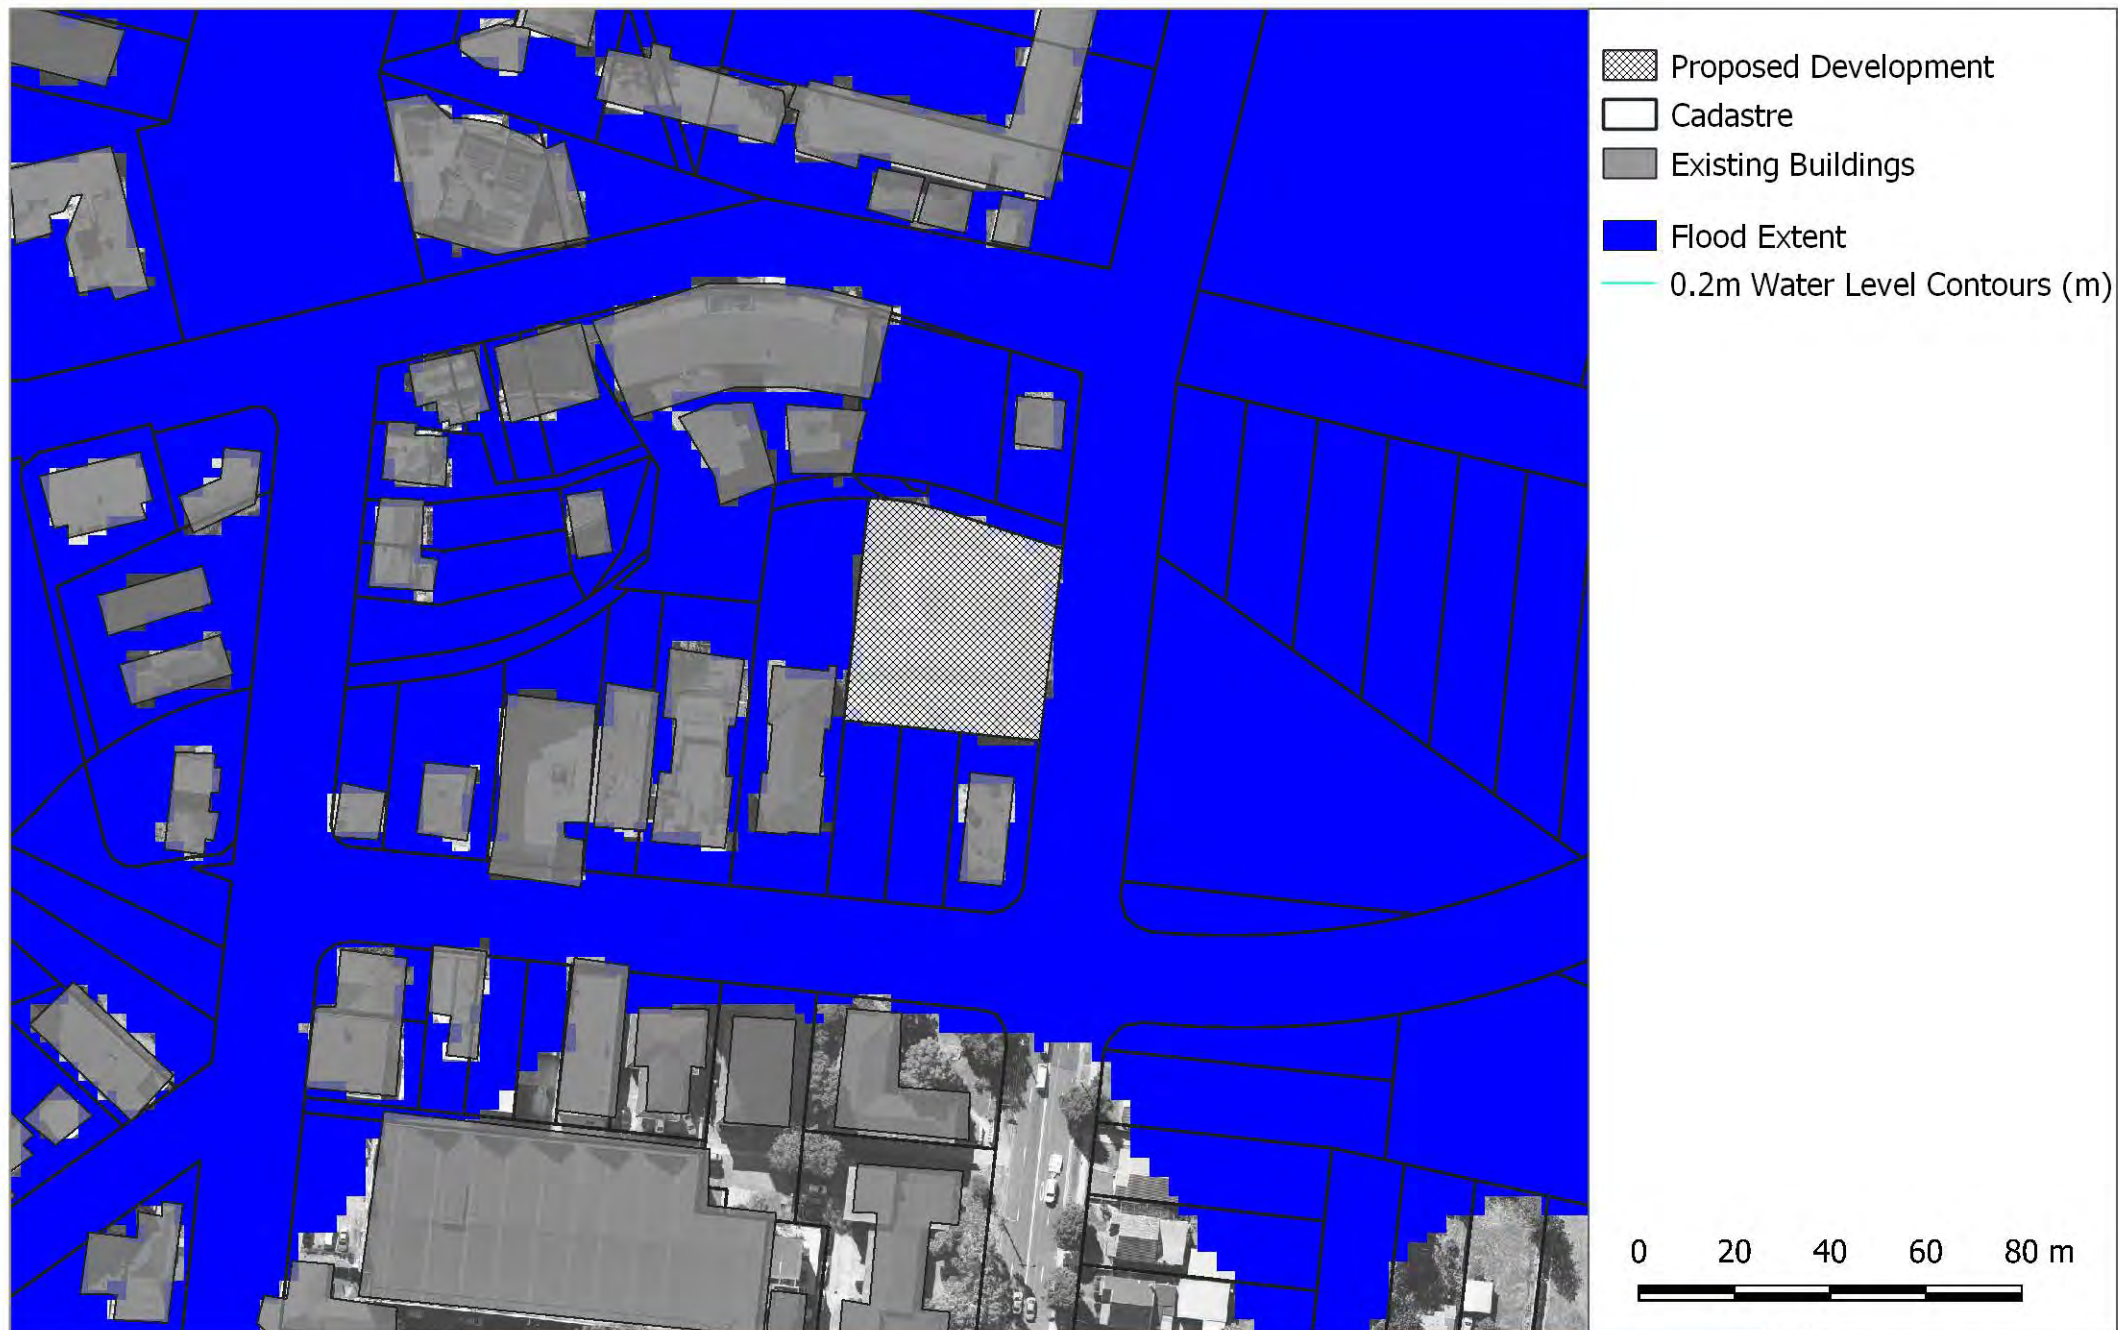 Proposed Development
Cadastre
Existing Buildings
Flood Extent
0.2m Water Level Contours (m)
0 20 40 60 80 m